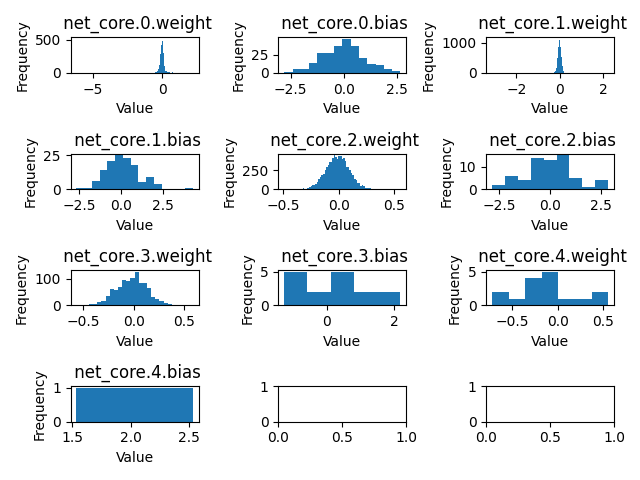 net_core.0.weight
net_core.0.bias
net_core.1.weight
Frequency
500
0
−5
0
Value
Frequency
25
0
−2.5
0.0
2.5
Value
Frequency
1000
0
−2
0
2
Value
net_core.1.bias
net_core.2.weight
net_core.2.bias
Frequency
25
0
−2.5
0.0
2.5
Value
Frequency
250
0
−0.5
0.0
0.5
Value
Frequency
10
0
−2.5
0.0
2.5
Value
net_core.3.weight
net_core.3.bias
net_core.4.weight
Frequency
100
0
−0.5
0.0
0.5
Value
Frequency
5
0
0
2
Value
Frequency
5
0
−0.5
0.0
0.5
Value
net_core.4.bias
Frequency
1
0
1.5
2.0
2.5
Value
1
0
0.0
0.5
1.0
1
0
0.0
0.5
1.0